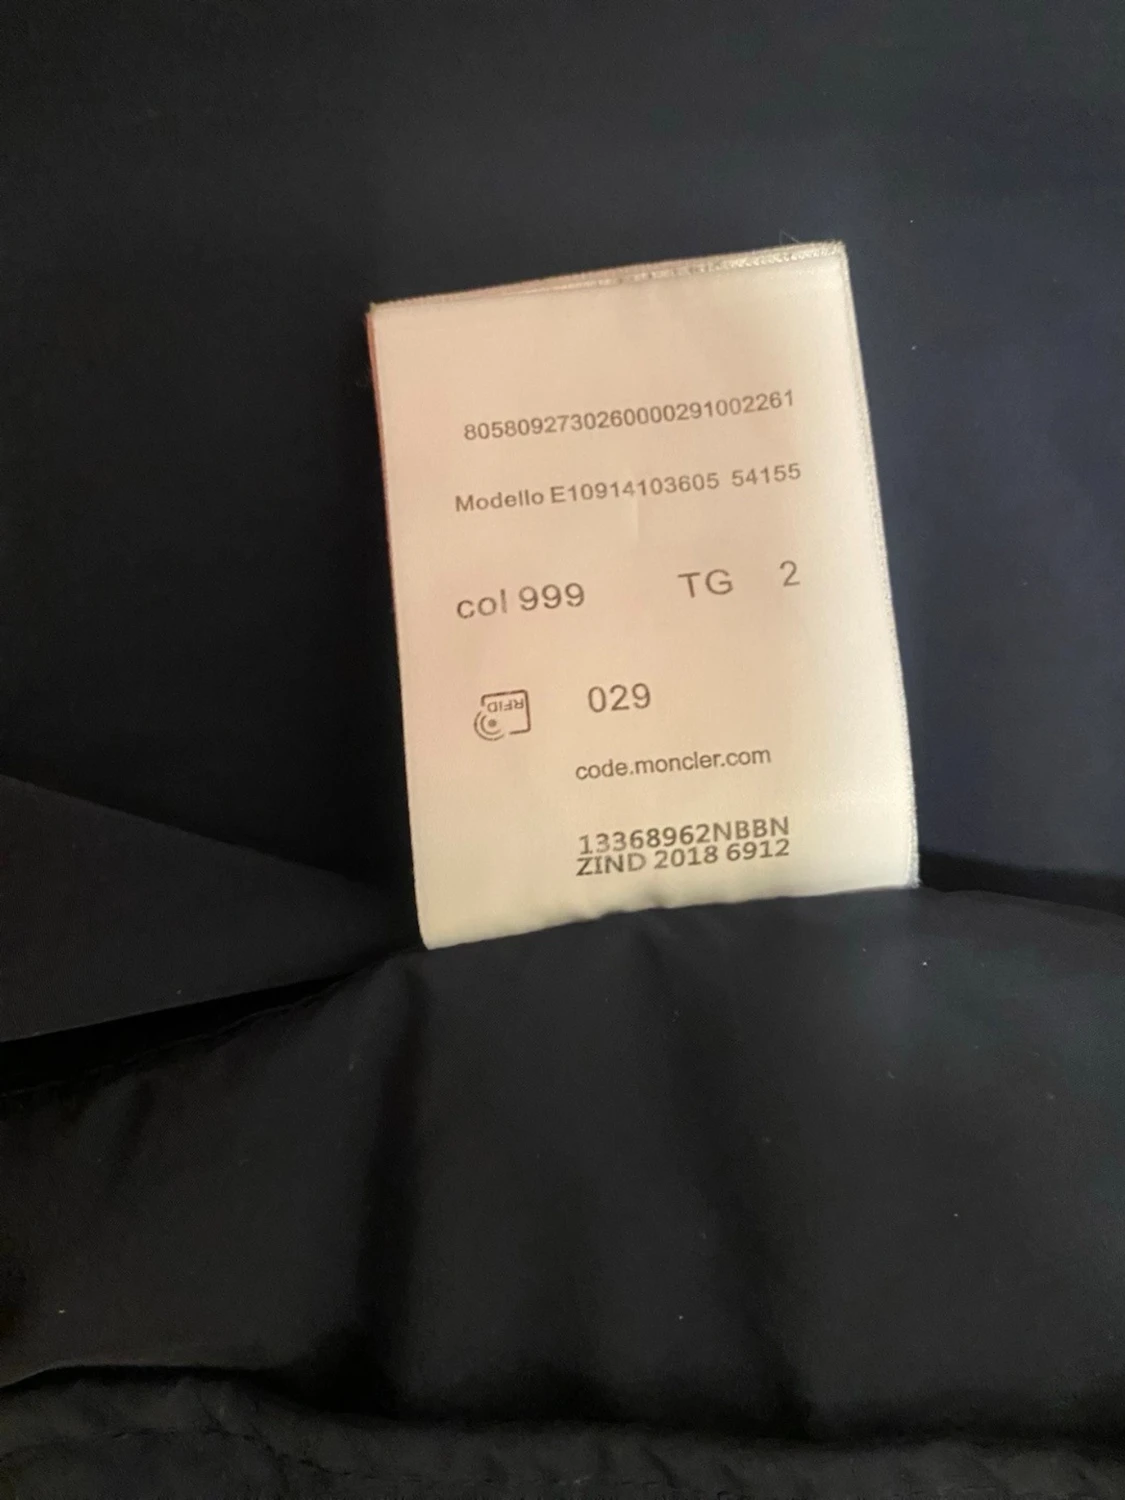 8058092730260000291002261
Modello E10914103605 54155
col 999 TG 2
RFID 029
code.moncler.com
13368962NBBN
ZIND 2018 6912